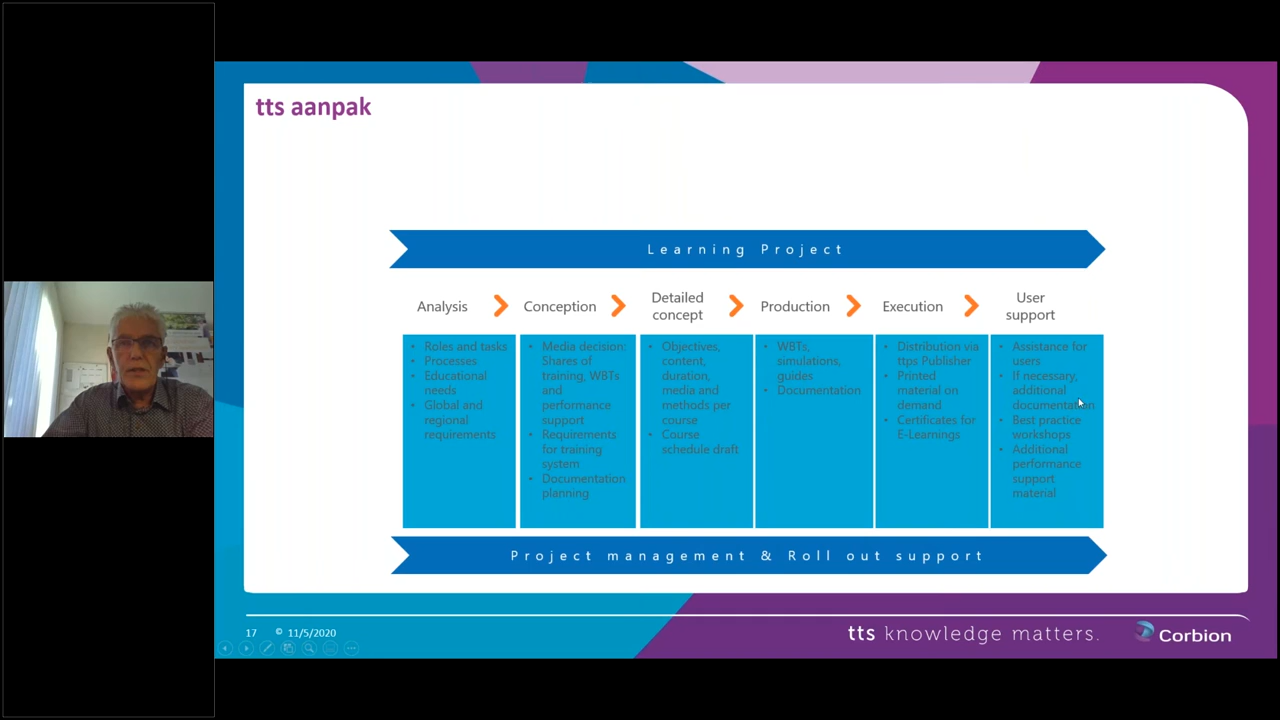 tts aanpak
Learning Project
Analysis
Conception
Detailed
concept
Production
Execution
User
support
• Roles and tasks
• Processes
• Educational
needs
• Global and
regional
requirements
• Media decision:
Shares of
training, WBTs
and
performance
support
• Requirements
for training
system
• Documentation
planning
• Objectives,
content,
duration,
media and
methods per
course
• Course
schedule draft
• WBTs,
simulations,
guides
• Documentation
• Distribution via
ttps Publisher
• Printed
material on
demand
• Certificates for
E-Learnings
• Assistance for
users
• If necessary,
additional
documentation
• Best practice
workshops
• Additional
performance
support
material
Project management & Roll out support
17 © 11/5/2020
tts knowledge matters.
Corbion